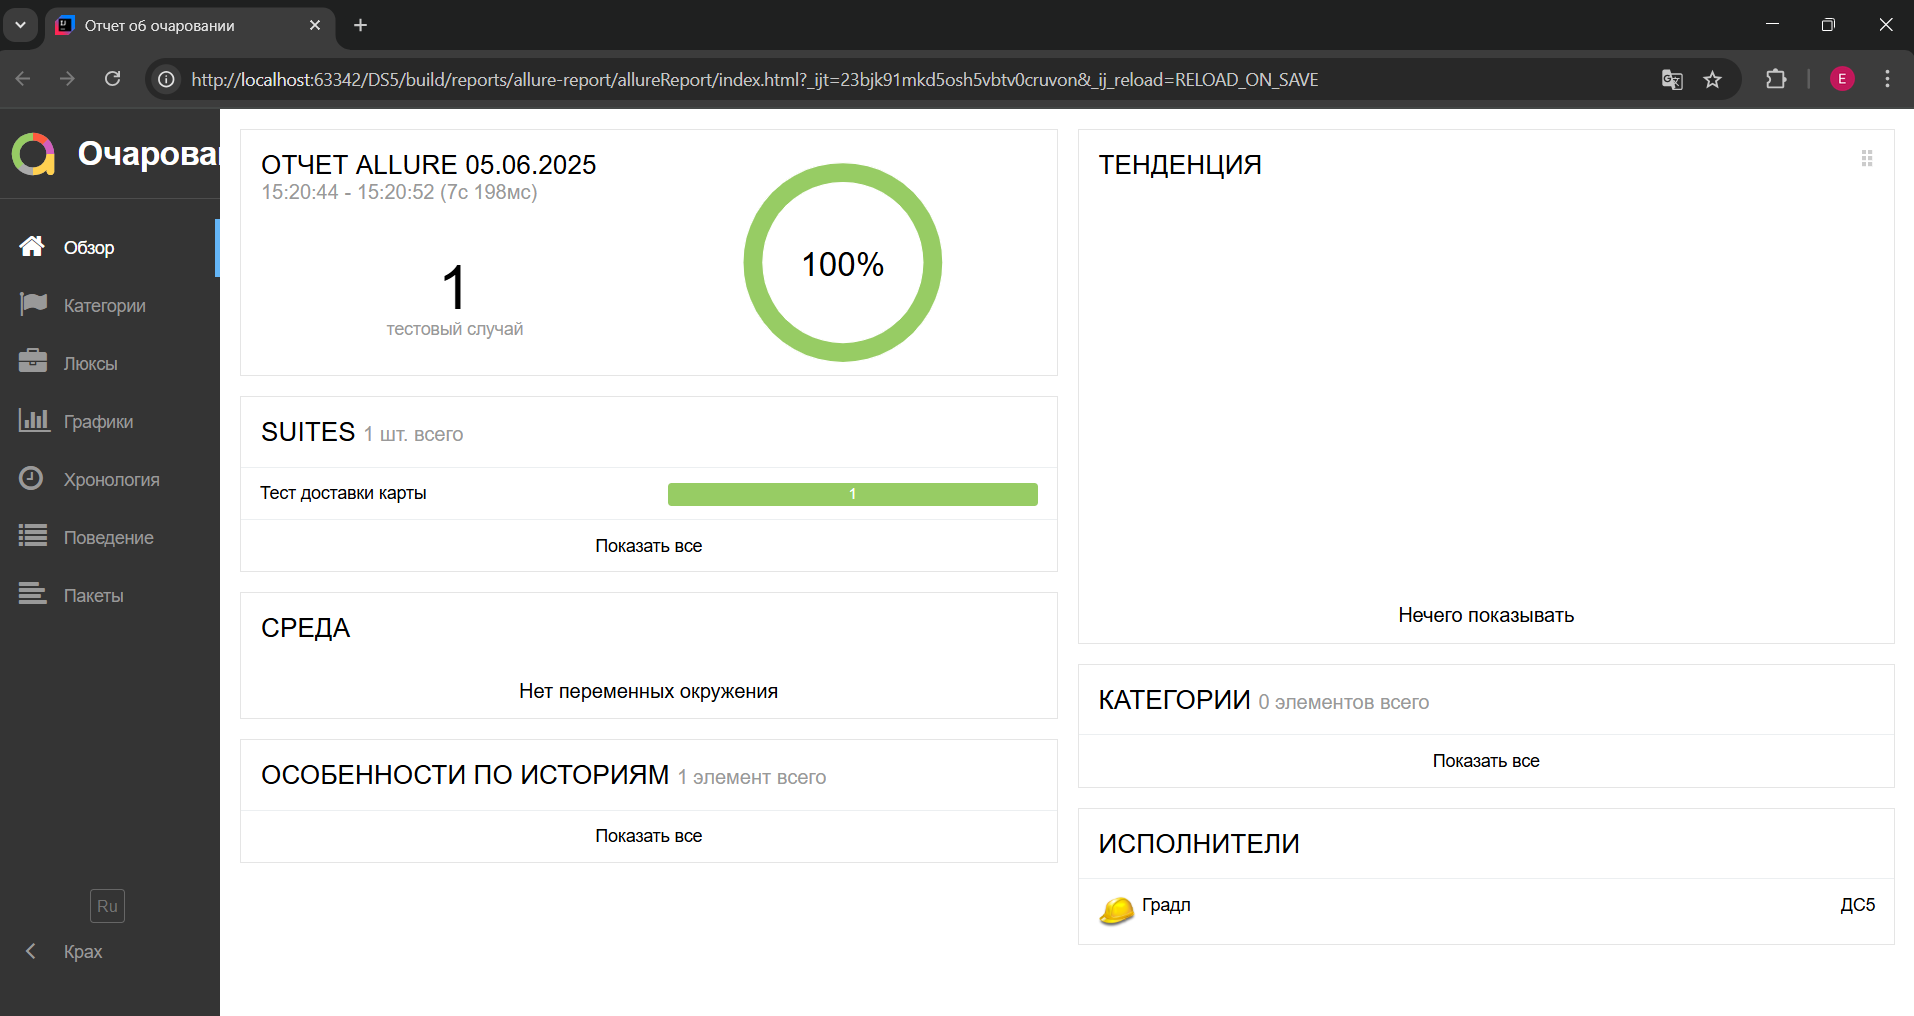 Отчет об очаровании
http://localhost:63342/DS5/build/reports/allure-report/allureReport/index.html?_ijt=23bjk91mkd5osh5vbtv0cruvon&_ij_reload=RELOAD_ON_SAVE
E
Очарова
Обзор
Категории
Люксы
Графики
Хронология
Поведение
Пакеты
Ru
Крах
ОТЧЕТ ALLURE 05.06.2025
15:20:44 - 15:20:52 (7с 198мс)
1
тестовый случай
100%
SUITES 1 шт. всего
Тест доставки карты 1
Показать все
СРЕДА
Нет переменных окружения
ОСОБЕННОСТИ ПО ИСТОРИЯМ 1 элемент всего
Показать все
ТЕНДЕНЦИЯ
Нечего показывать
КАТЕГОРИИ 0 элементов всего
Показать все
ИСПОЛНИТЕЛИ
Градл ДС5